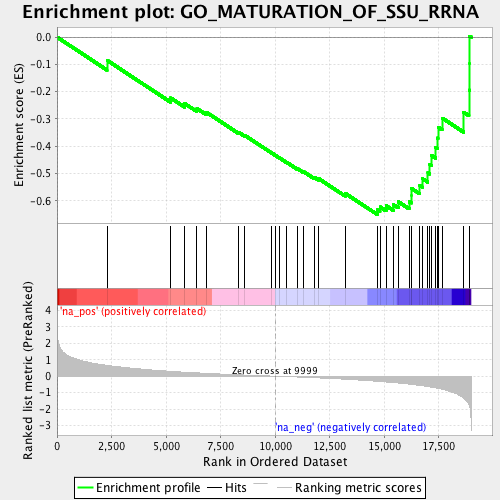 Enrichment plot: GO_MATURATION_OF_SSU_RRNA
Enrichment score (ES)
0.0
-0.1
-0.2
-0.3
-0.4
-0.5
-0.6
'na_pos' (positively correlated)
Ranked list metric (PreRanked)
4
3
2
1
0
-1
-2
-3
Zero cross at 9999
'na_neg' (negatively correlated)
0
2,500
5,000
7,500
10,000
12,500
15,000
17,500
Rank in Ordered Dataset
Enrichment profile
Hits
Ranking metric scores